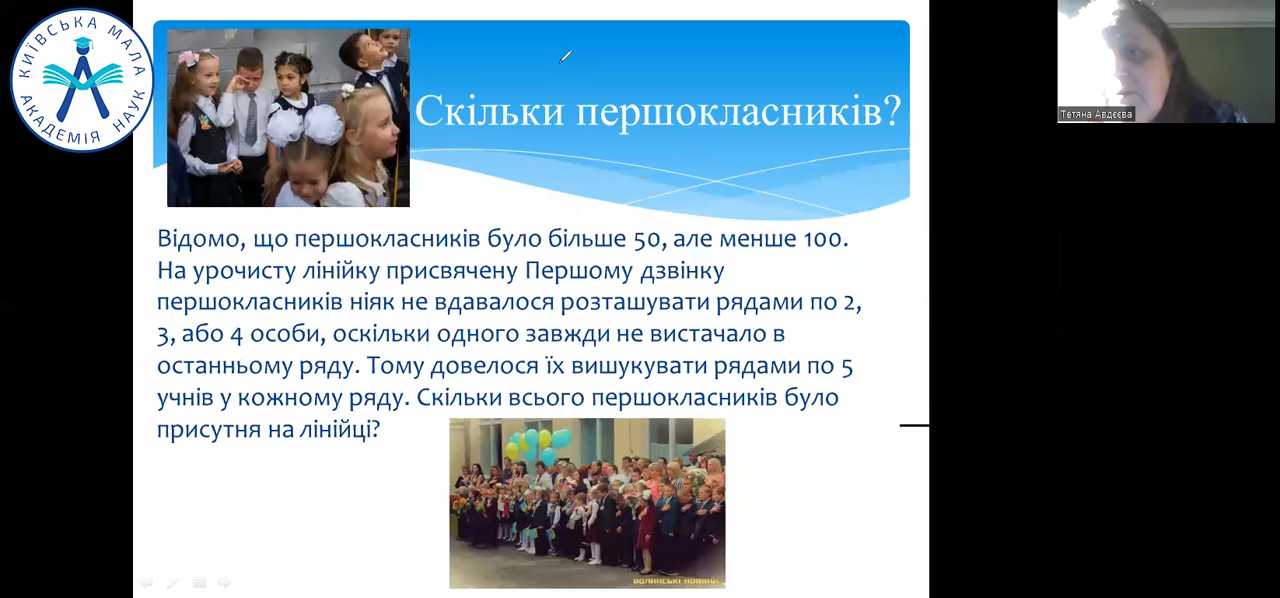 КИЇВСЬКА МАЛА
АКАДЕМІЯ НАУК
Скільки першокласників?
Тетяна Авдєєва
Відомо, що першокласників було більше 50, але менше 100.
На урочисту лінійку присвячену Першому дзвінку
першокласників ніяк не вдавалося розташувати рядами по 2,
3, або 4 особи, оскільки одного завжди не вистачало в
останньому ряду. Тому довелося їх вишукувати рядами по 5
учнів у кожному ряду. Скільки всього першокласників було
присутня на лінійці?
ВОЛИНСЬКІ НОВИНИ